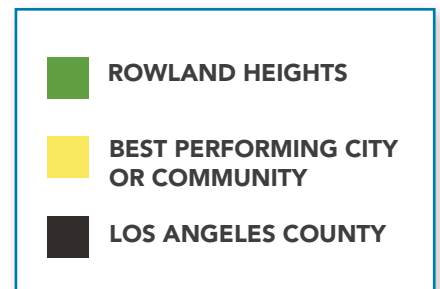 ROWLAND HEIGHTS
BEST PERFORMING CITY
OR COMMUNITY
LOS ANGELES COUNTY